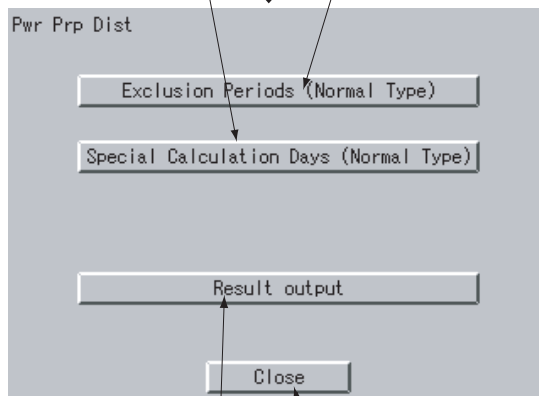 Pwr Prp Dist
Exclusion Periods (Normal Type)
Special Calculation Days (Normal Type)
Result output
Close